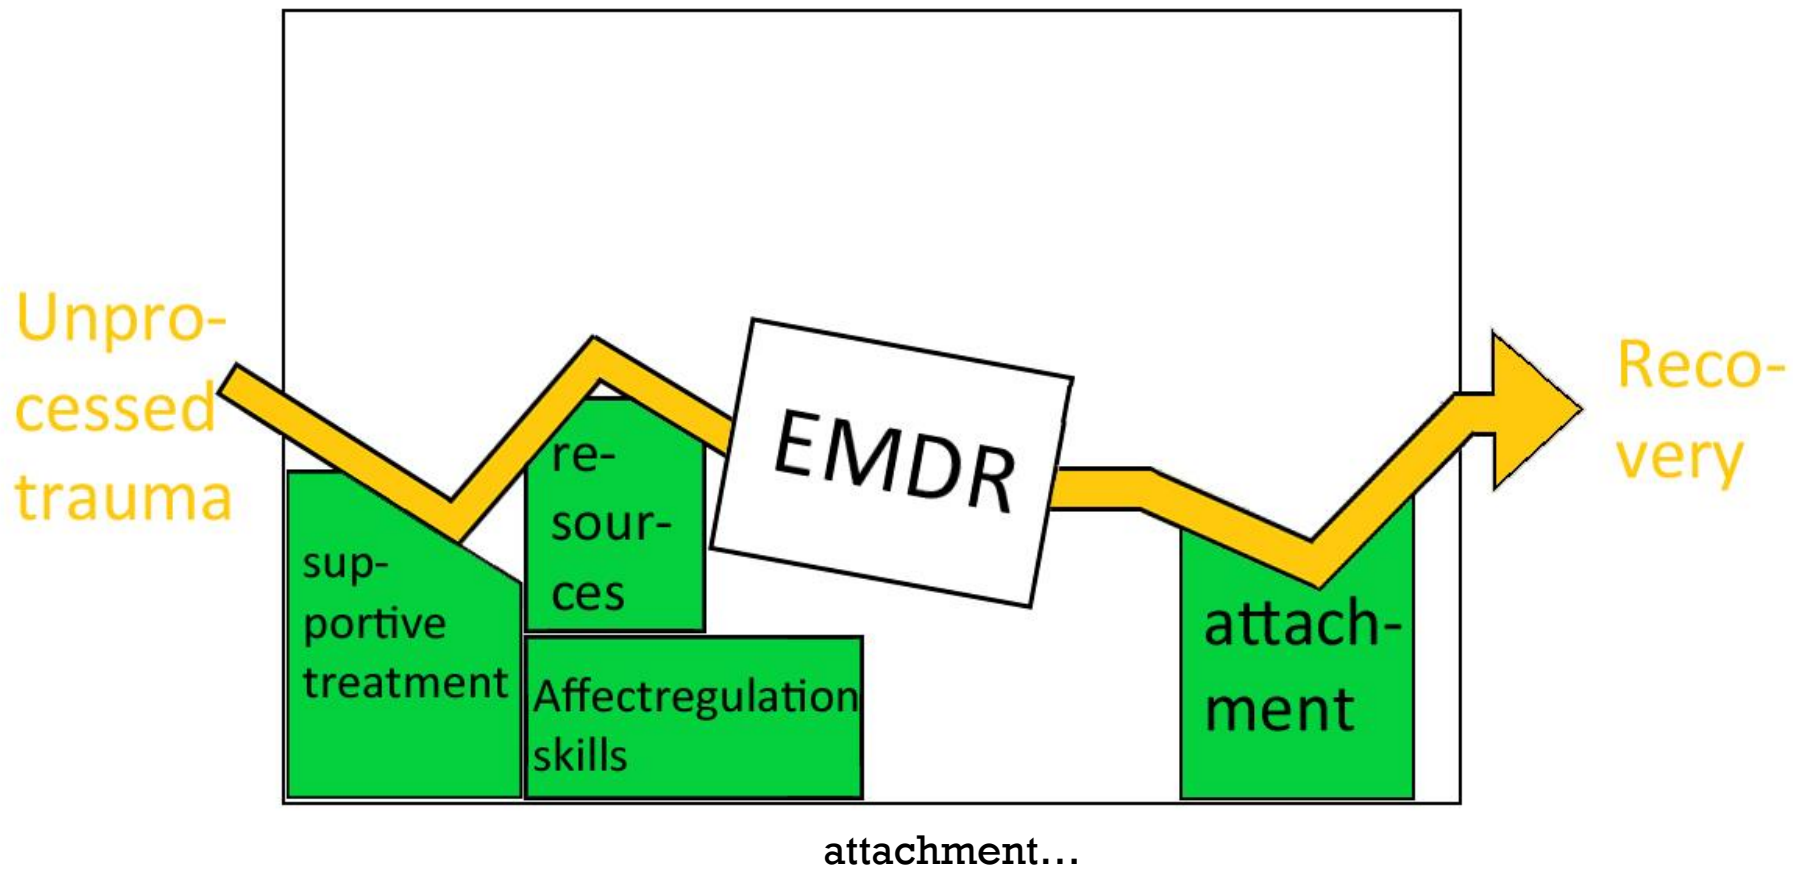 Unpro-
cessed
trauma
sup-
portive
treatment
re-
sour-
ces
Affectregulation
skills
EMDR
attach-
ment
Reco-
very
attachment...